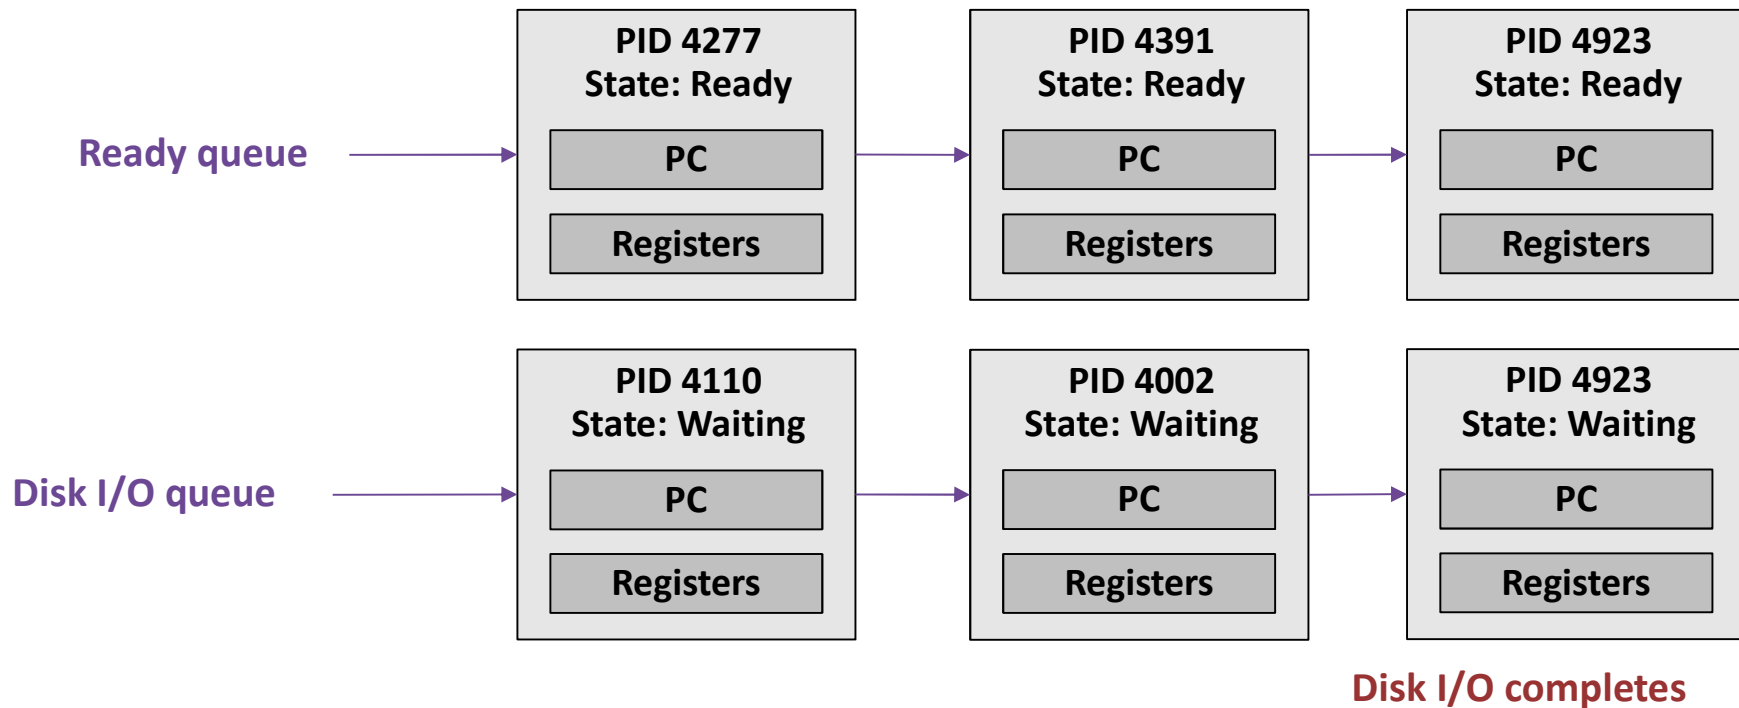 PID 4277
State: Ready
PC
Registers
PID 4391
State: Ready
PC
Registers
PID 4923
State: Ready
PC
Registers
Ready queue
PID 4110
State: Waiting
PC
Registers
PID 4002
State: Waiting
PC
Registers
PID 4923
State: Waiting
PC
Registers
Disk I/O queue
Disk I/O completes